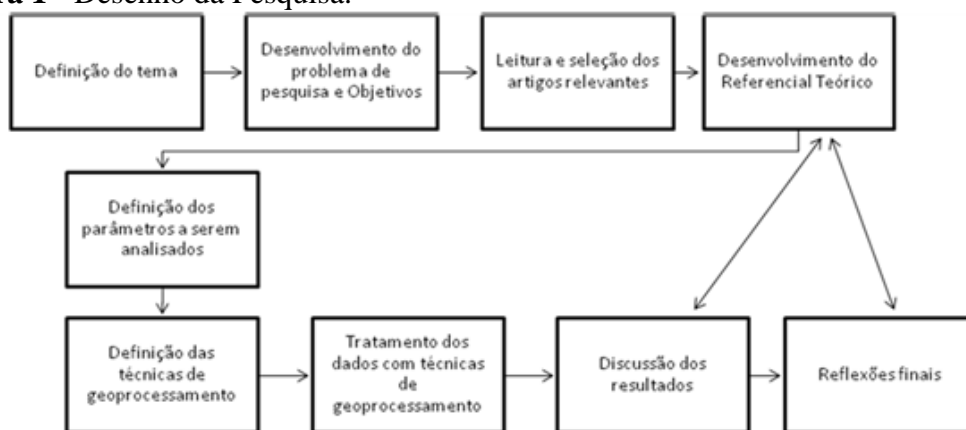 ra 1 - Desenho da Pesquisa.
Definição do tema
Desenvolvimento do
problema de
pesquisa e Objetivos
Leitura e seleção dos
artigos relevantes
Desenvolvimento do
Referencial Teórico
Definição dos
parâmetros a serem
analisados
Definição das
técnicas de
geoprocessamento
Tratamento dos
dados com técnicas
de
geoprocessamento
Discussão dos
resultados
Reflexões finais